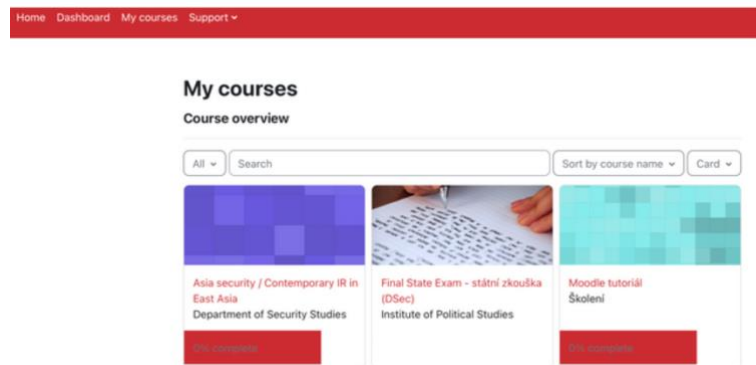 Home Dashboard My courses Support
My courses
Course overview
All Search Sort by course name Card
Asia security / Contemporary IR in
East Asia
Department of Security Studies
0% complete
Final State Exam - státní zkouška
(DSec)
Institute of Political Studies
Moodle tutoriál
Školení
0% complete